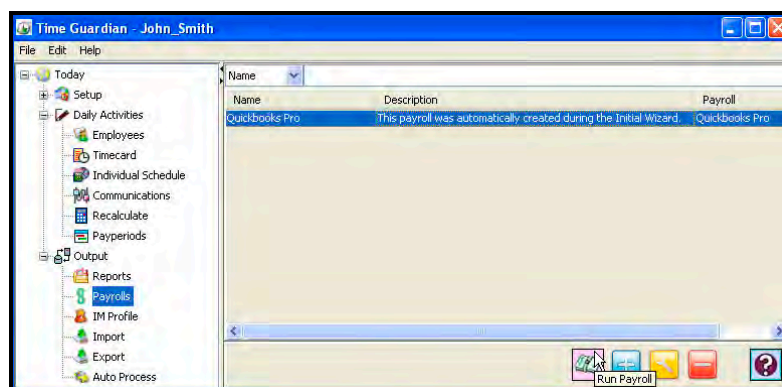 Time Guardian - John_Smith
File Edit Help
Today
Setup
Daily Activities
Employees
Timecard
Individual Schedule
Communications
Recalculate
Payperiods
Output
Reports
Payrolls
IM Profile
Import
Export
Auto Process
Name
Name Description Payroll
Quickbooks Pro This payroll was automatically created during the Initial Wizard. Quickbooks Pro
Run Payroll